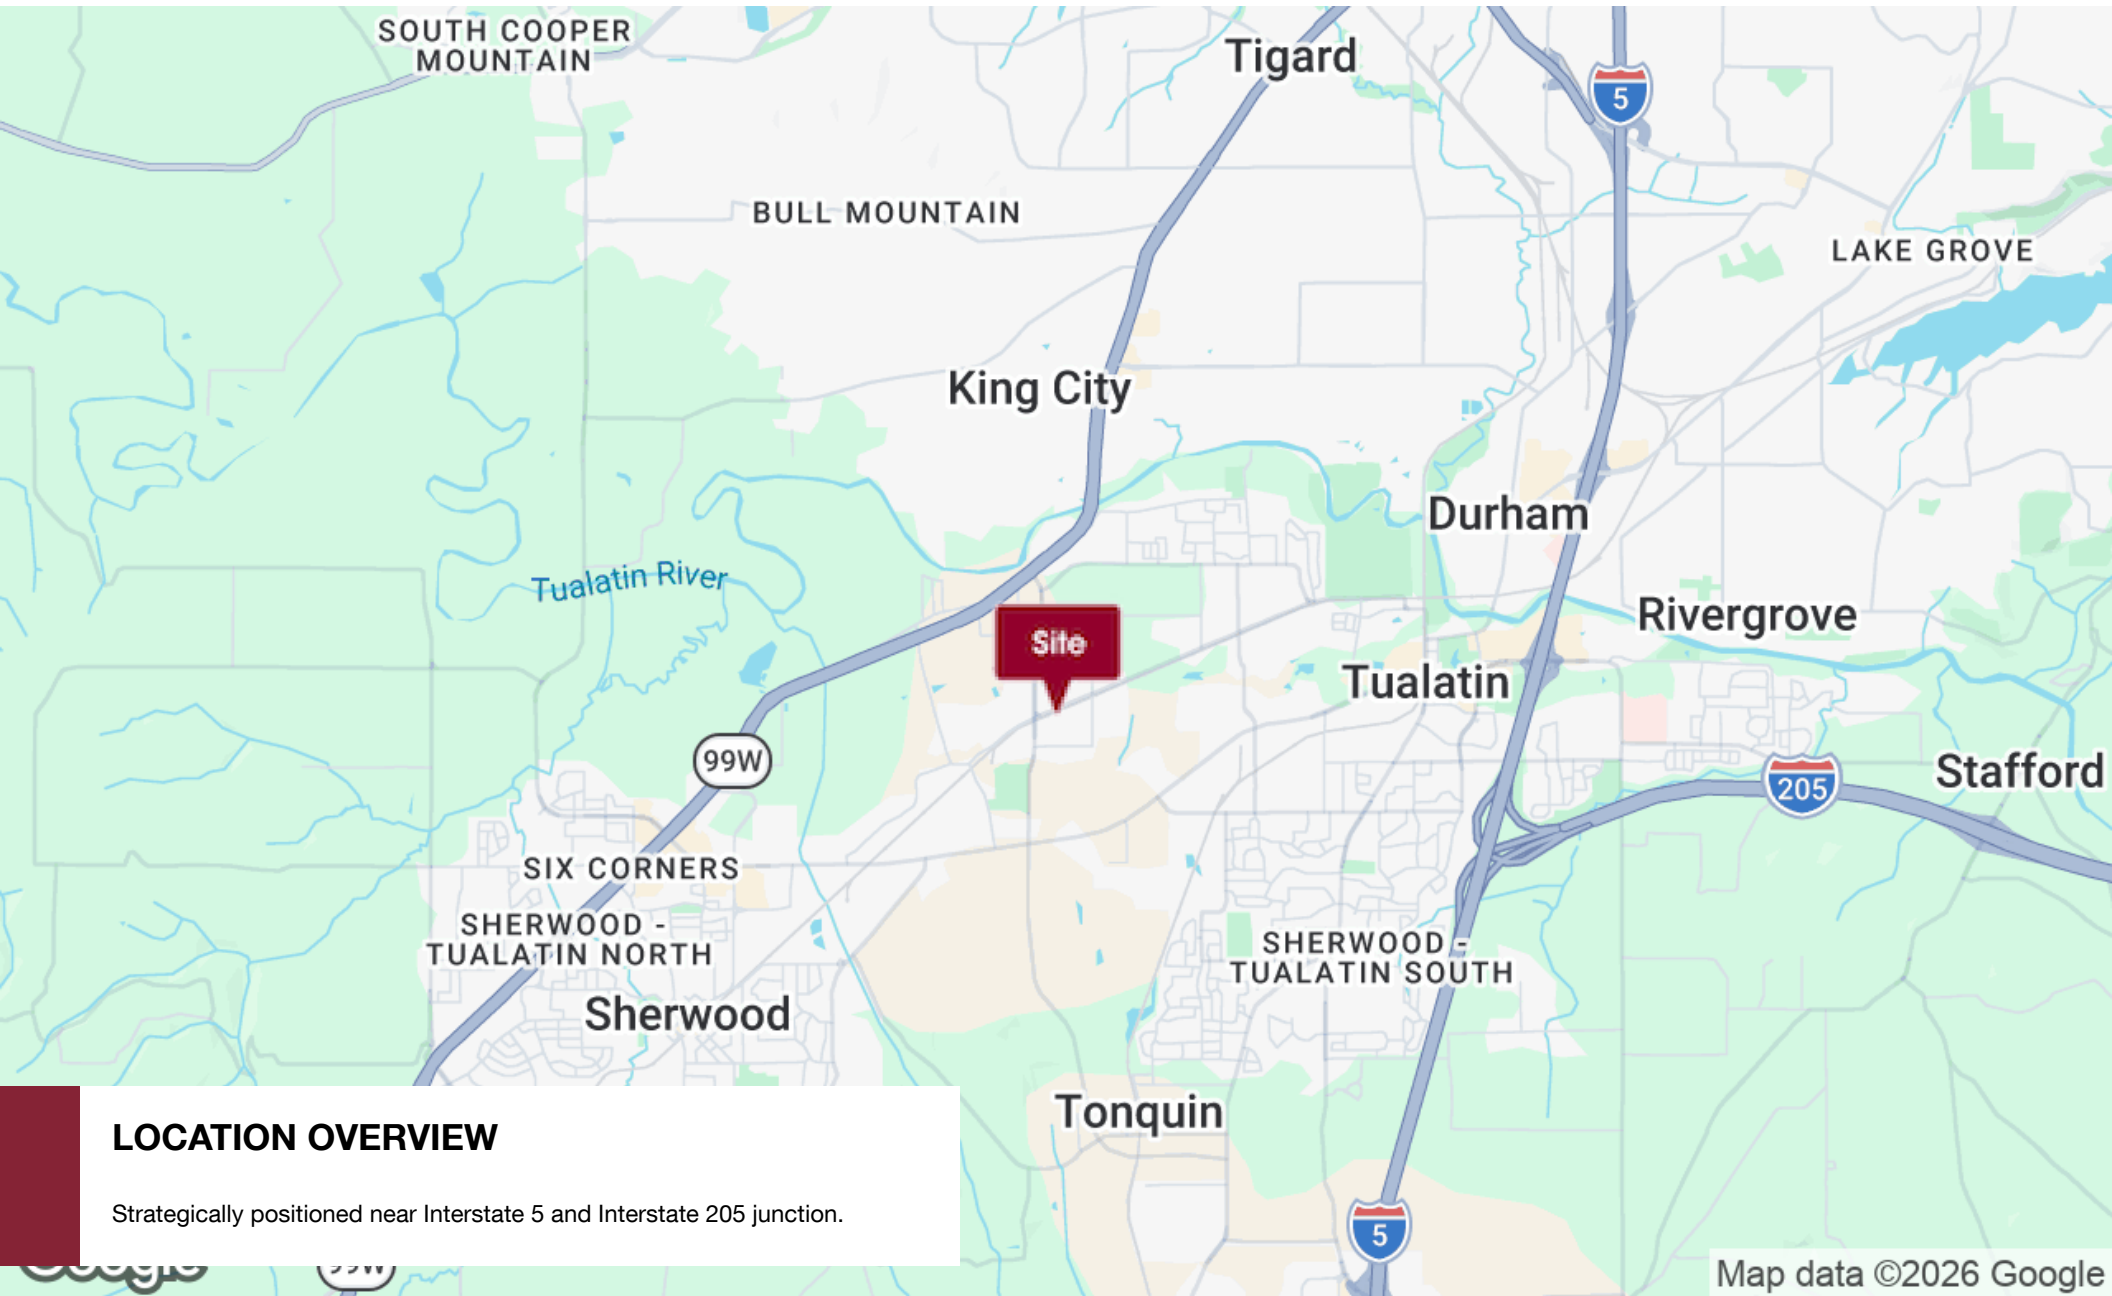 SOUTH COOPER
MOUNTAIN
Tigard
5
BULL MOUNTAIN
LAKE GROVE
King City
Durham
Tualatin River
Rivergrove
Site
Tualatin
99W
Stafford
205
SIX CORNERS
SHERWOOD -
TUALATIN NORTH
SHERWOOD -
TUALATIN SOUTH
Sherwood
Tonquin
LOCATION OVERVIEW
Strategically positioned near Interstate 5 and Interstate 205 junction.
5
Google
99W
Map data ©2026 Google